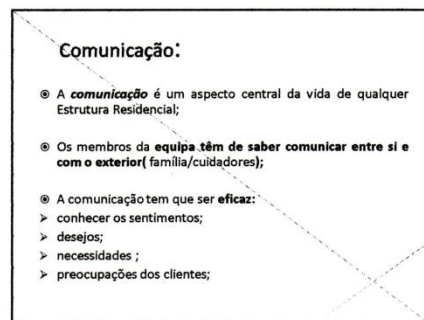 Comunicação:
◉ A comunicação é um aspecto central da vida de qualquer
Estrutura Residencial;
◉ Os membros da equipa têm de saber comunicar entre si e
com o exterior( família/cuidadores);
◉ A comunicação tem que ser eficaz:
➢ conhecer os sentimentos;
➢ desejos;
➢ necessidades ;
➢ preocupações dos clientes;